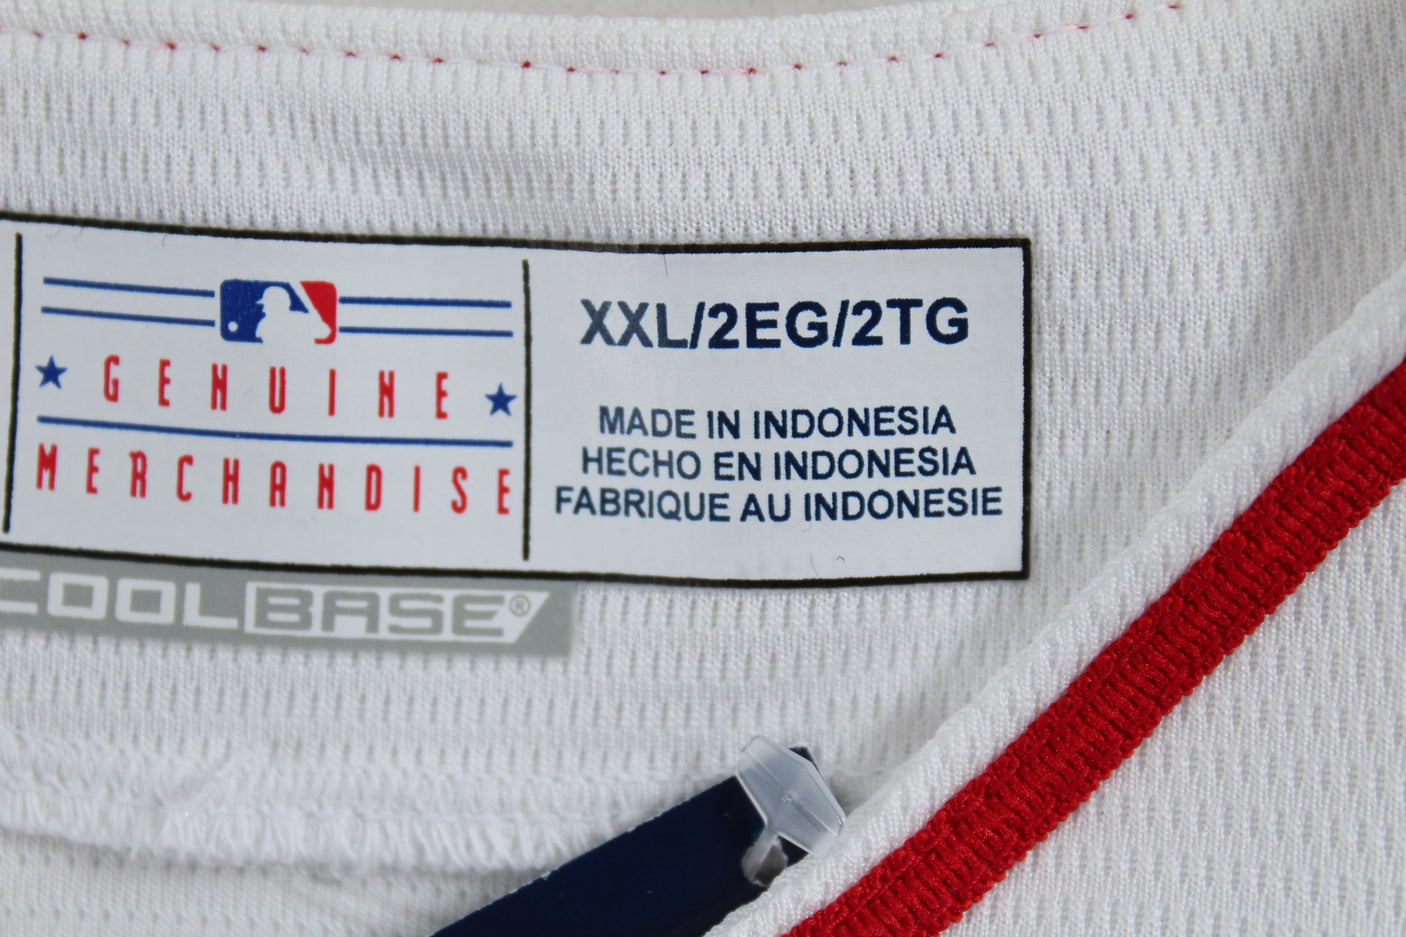 GENUINE
MERCHANDISE
XXL/2EG/2TG
MADE IN INDONESIA
HECHO EN INDONESIA
FABRIQUE AU INDONESIE
COOLBASE®